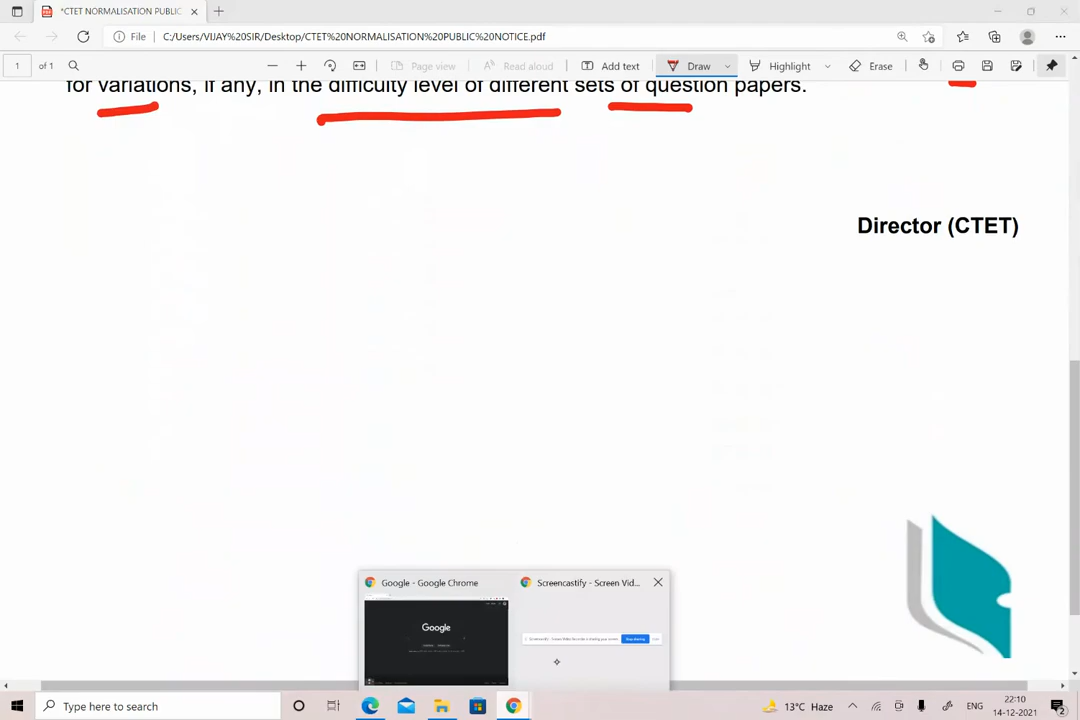 *CTET NORMALISATION PUBLIC
File
C:/Users/VIJAY%20SIR/Desktop/CTET%20NORMALISATION%20PUBLIC%20NOTICE.pdf
1 of 1
Page view
Read aloud
Add text
Draw
Highlight
Erase
for variations, if any, in the difficulty level of different sets of question papers.
Director (CTET)
Google - Google Chrome
Screencastify - Screen Vid...
Google
Stop sharing
Type here to search
13°C Haze
ENG
22:10
14-12-2021
2